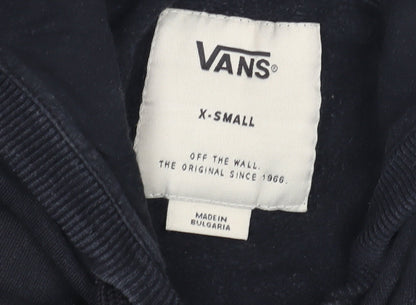 VANS®
X-SMALL
OFF THE WALL.
THE ORIGINAL SINCE 1966.
MADE IN
BULGARIA